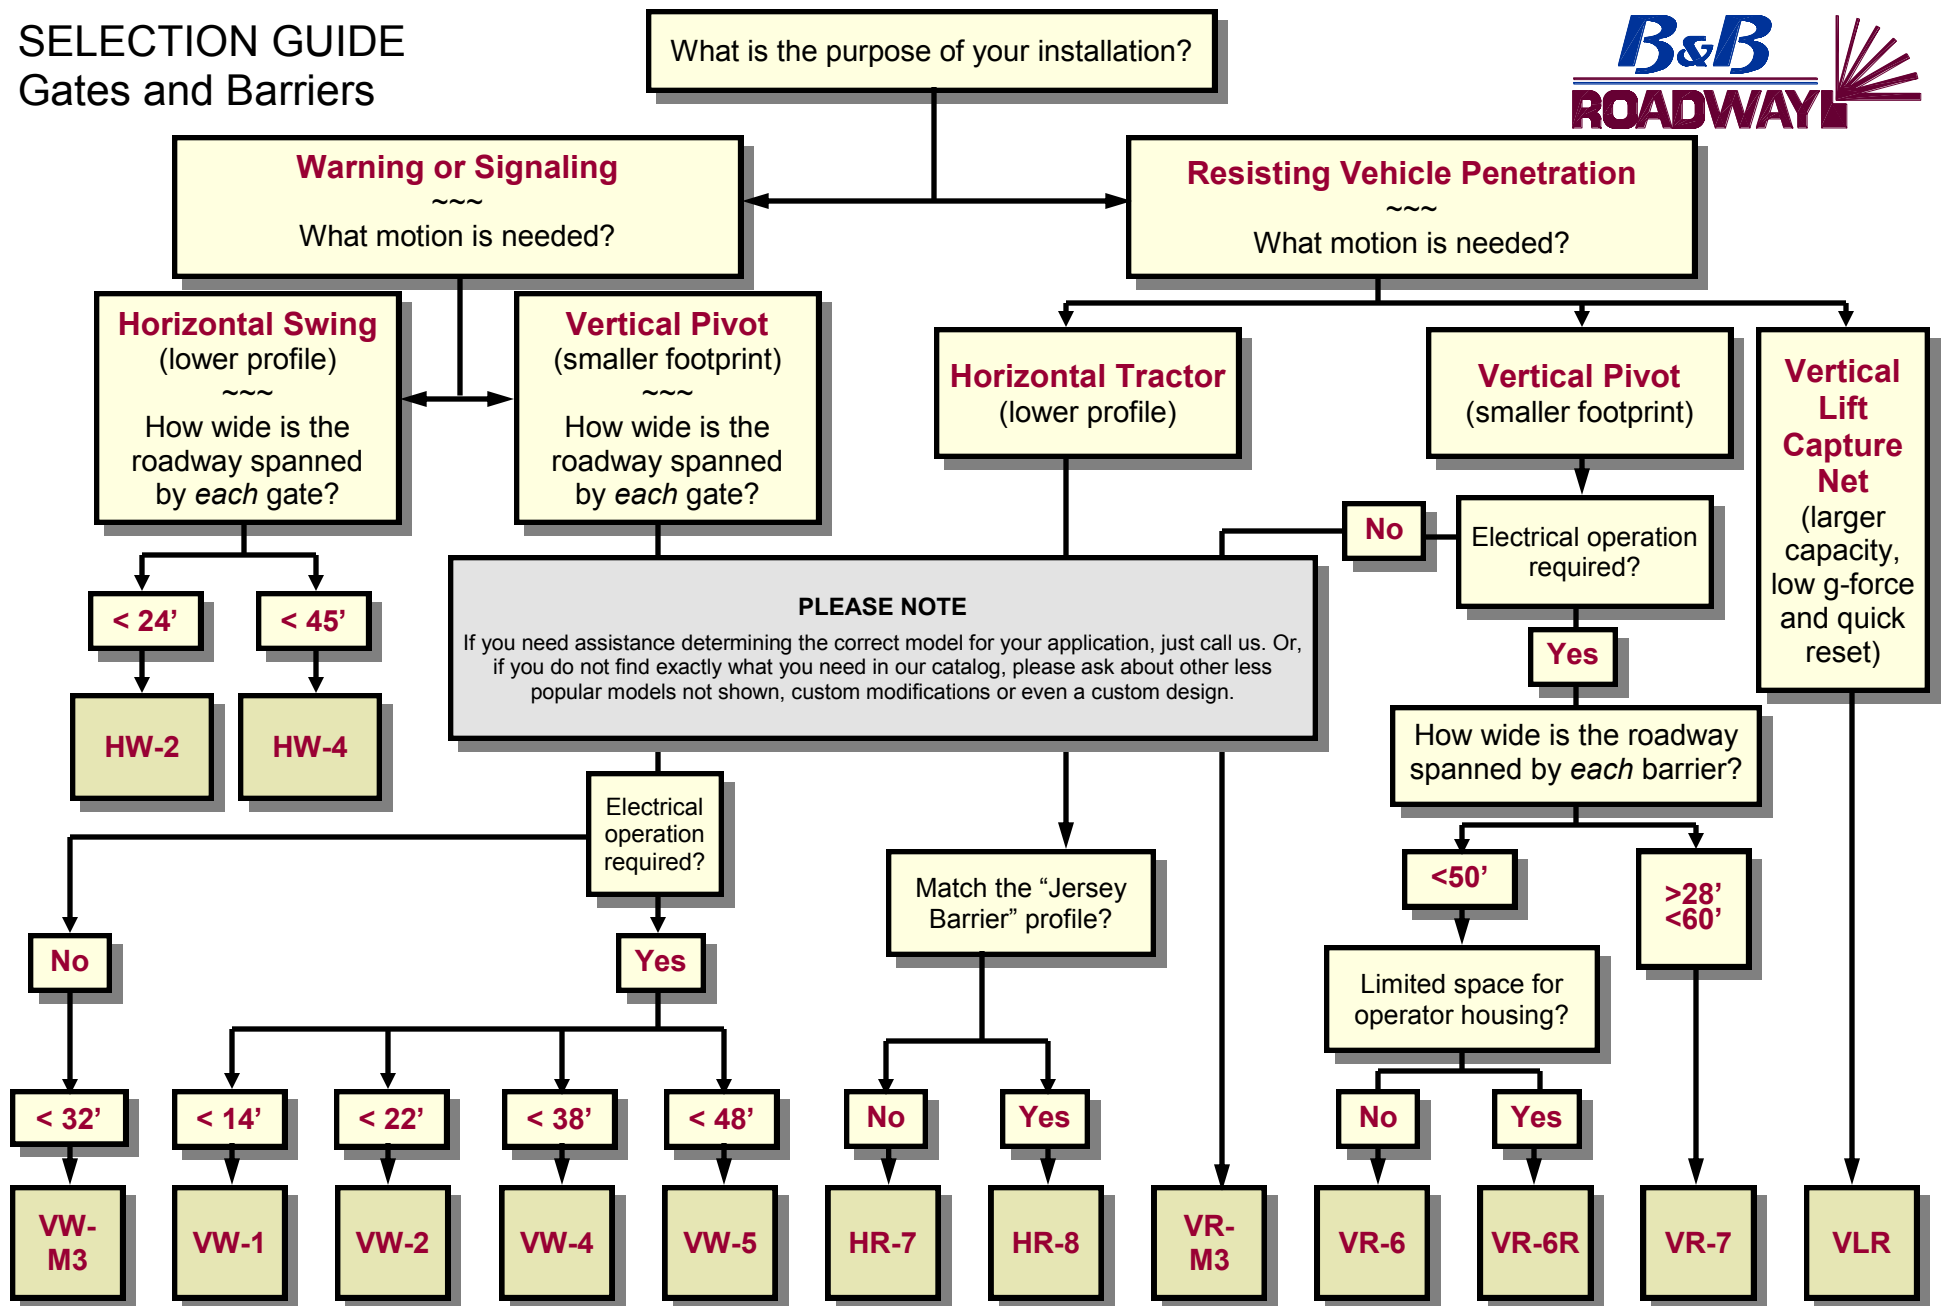 SELECTION GUIDE
Gates and Barriers
What is the purpose of your installation?
B&B
ROADWAY
Warning or Signaling
~~~
What motion is needed?
Resisting Vehicle Penetration
~~~
What motion is needed?
Horizontal Swing
(lower profile)
~~~
How wide is the
roadway spanned
by each gate?
Vertical Pivot
(smaller footprint)
~~~
How wide is the
roadway spanned
by each gate?
Horizontal Tractor
(lower profile)
Vertical Pivot
(smaller footprint)
Vertical
Lift
Capture
Net
(larger
capacity,
low g-force
and quick
reset)
No
Electrical operation
required?
< 24’
< 45’
PLEASE NOTE
If you need assistance determining the correct model for your application, just call us. Or,
if you do not find exactly what you need in our catalog, please ask about other less
popular models not shown, custom modifications or even a custom design.
Yes
HW-2
HW-4
How wide is the roadway
spanned by each barrier?
Electrical
operation
required?
Match the “Jersey
Barrier” profile?
<50’
>28’
<60’
No
Yes
Limited space for
operator housing?
< 32’
< 14’
< 22’
< 38’
< 48’
No
Yes
No
Yes
VW-
M3
VW-1
VW-2
VW-4
VW-5
HR-7
HR-8
VR-
M3
VR-6
VR-6R
VR-7
VLR